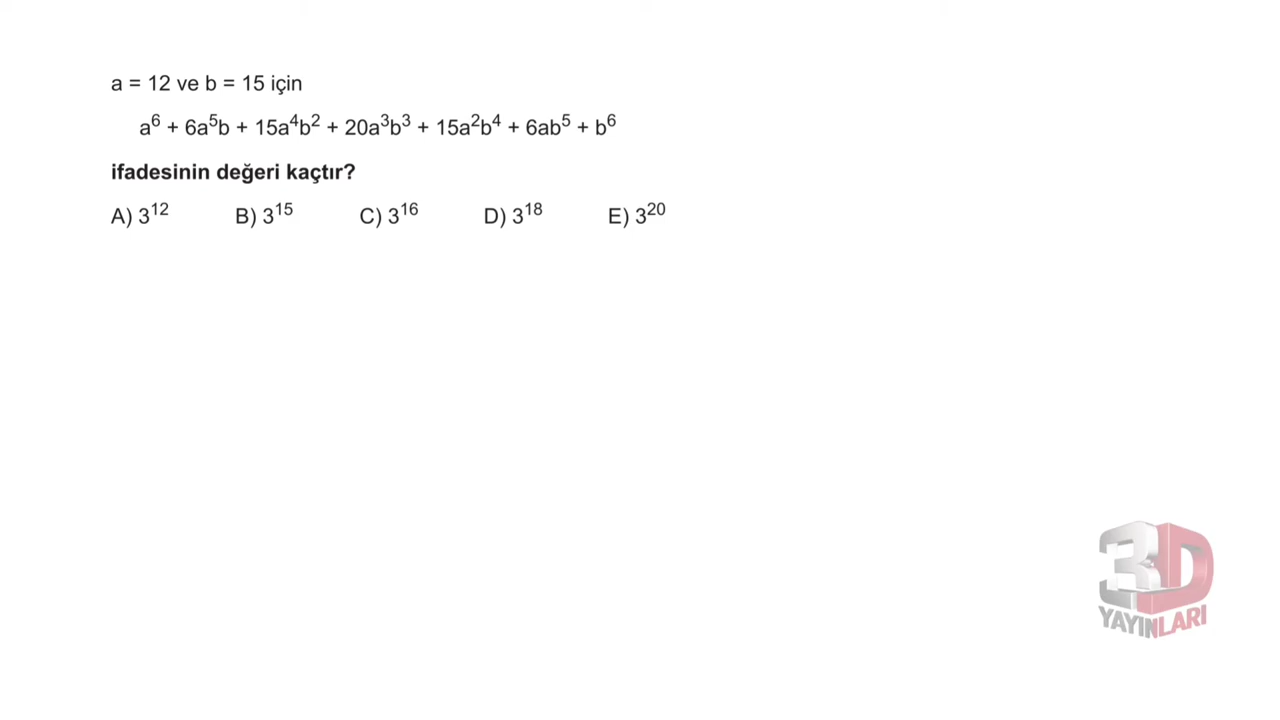 a = 12 ve b = 15 için
a⁶ + 6a⁵b + 15a⁴b² + 20a³b³ + 15a²b⁴ + 6ab⁵ + b⁶
ifadesinin değeri kaçtır?
A) 3¹² B) 3¹⁵ C) 3¹⁶ D) 3¹⁸ E) 3²⁰
3D
YAYINLARI